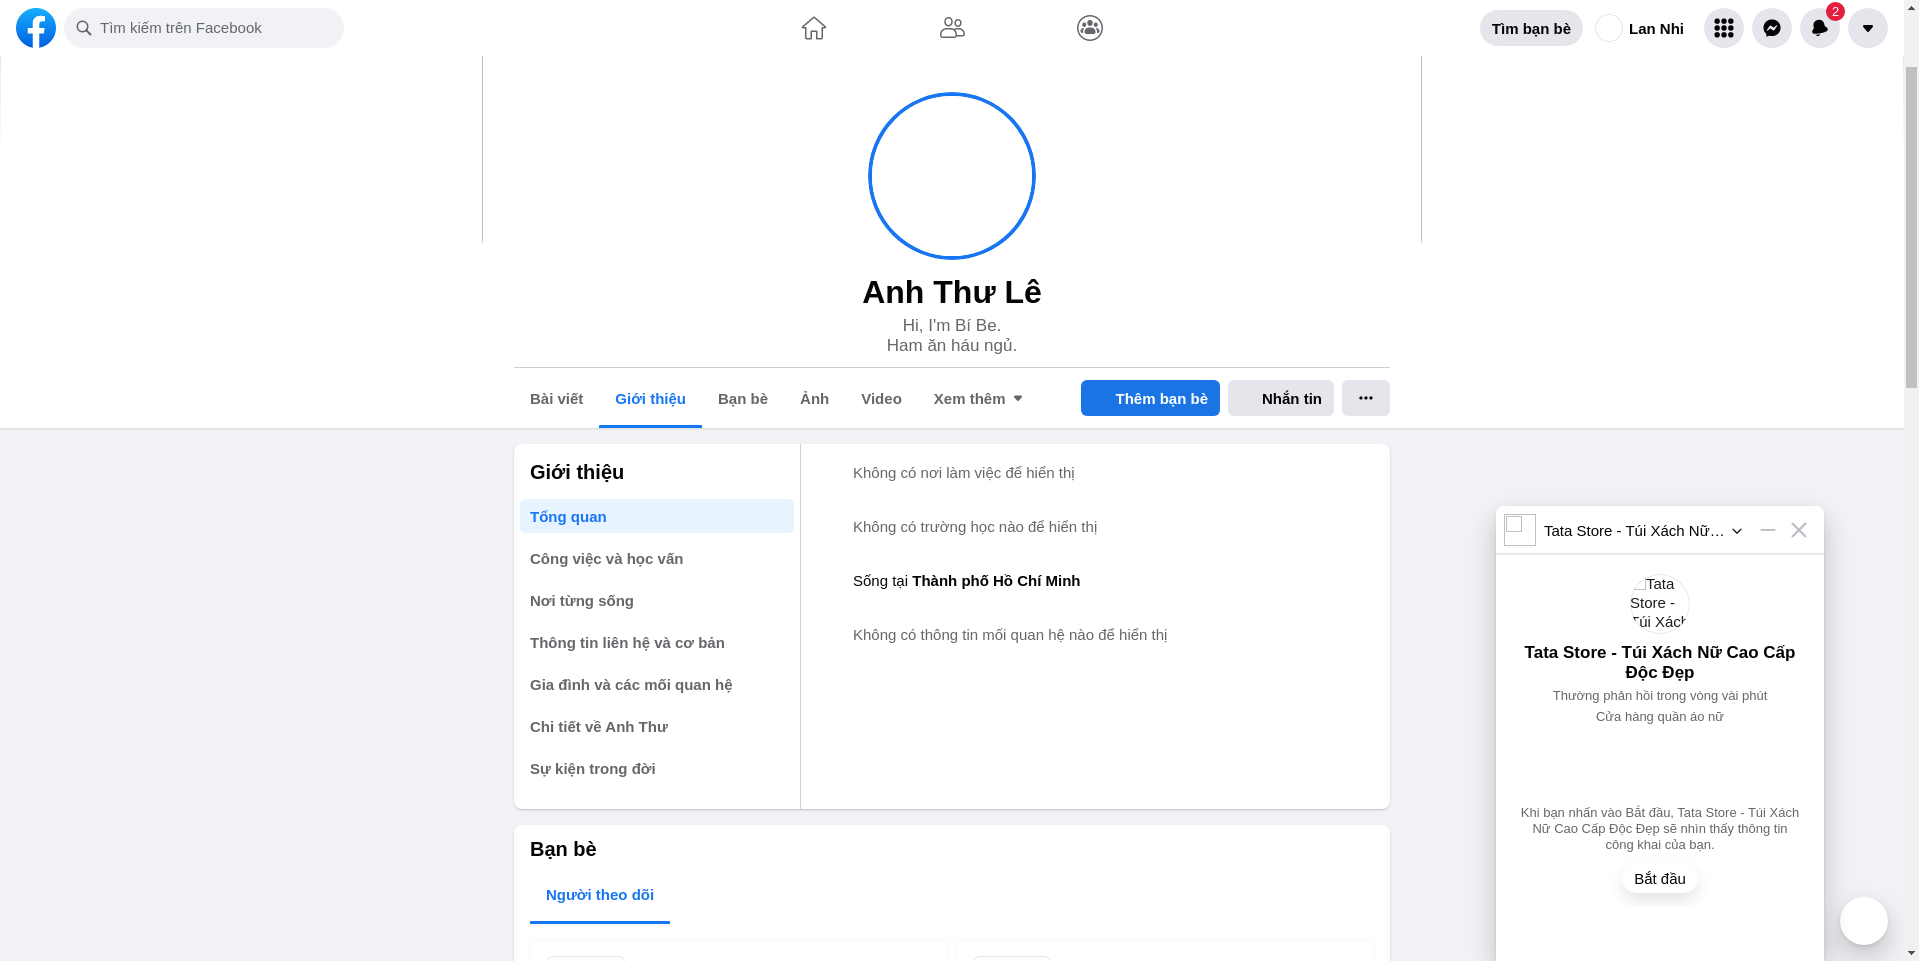 Tìm kiếm trên Facebook
Tìm bạn bè
Lan Nhi
2
Anh Thư Lê
Hi, I'm Bí Be.
Ham ăn háu ngủ.
Bài viết
Giới thiệu
Bạn bè
Ảnh
Video
Xem thêm
Thêm bạn bè
Nhắn tin
Giới thiệu
Tổng quan
Công việc và học vấn
Nơi từng sống
Thông tin liên hệ và cơ bản
Gia đình và các mối quan hệ
Chi tiết về Anh Thư
Sự kiện trong đời
Không có nơi làm việc để hiển thị
Không có trường học nào để hiển thị
Sống tại Thành phố Hồ Chí Minh
Không có thông tin mối quan hệ nào để hiển thị
Bạn bè
Người theo dõi
Tata Store - Túi Xách Nữ…
Tata
Store -
Túi Xách
Tata Store - Túi Xách Nữ Cao Cấp
Độc Đẹp
Thường phản hồi trong vòng vài phút
Cửa hàng quần áo nữ
Khi bạn nhấn vào Bắt đầu, Tata Store - Túi Xách
Nữ Cao Cấp Độc Đẹp sẽ nhìn thấy thông tin
công khai của bạn.
Bắt đầu